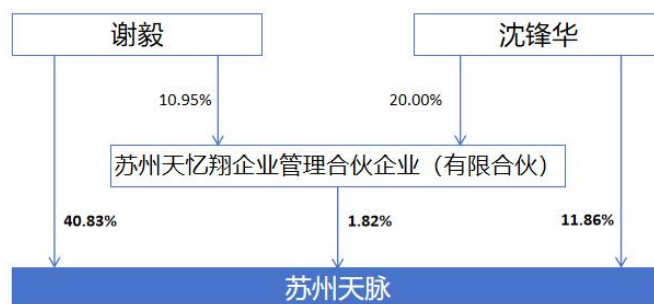 谢毅
沈锋华
10.95%
20.00%
苏州天忆翔企业管理合伙企业（有限合伙）
40.83%
1.82%
11.86%
苏州天脉